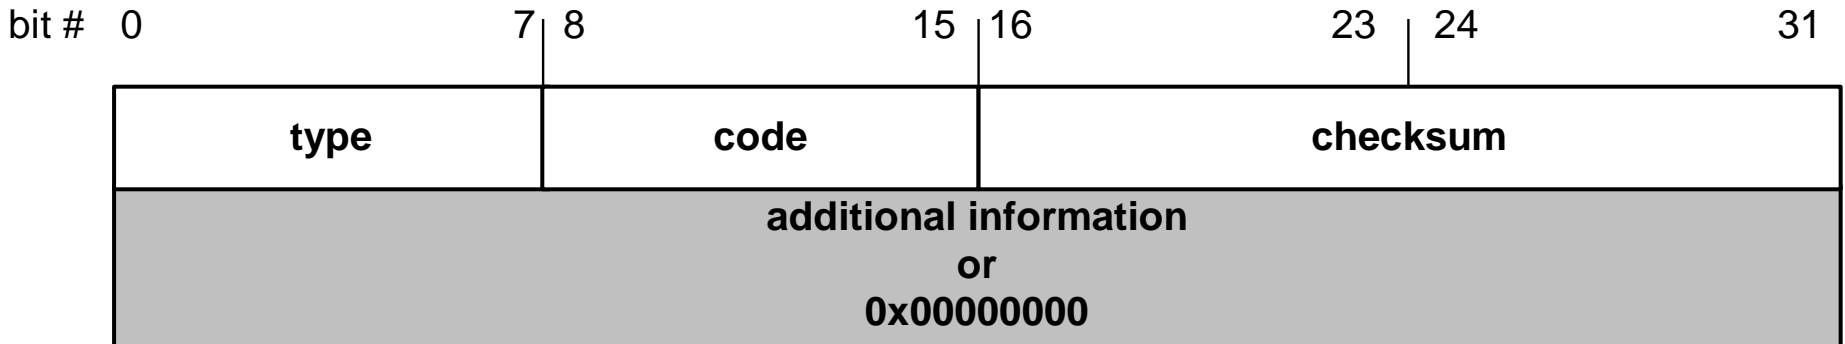 bit # 0 7 8 15 16 23 24 31
type code checksum
additional information
or
0x00000000